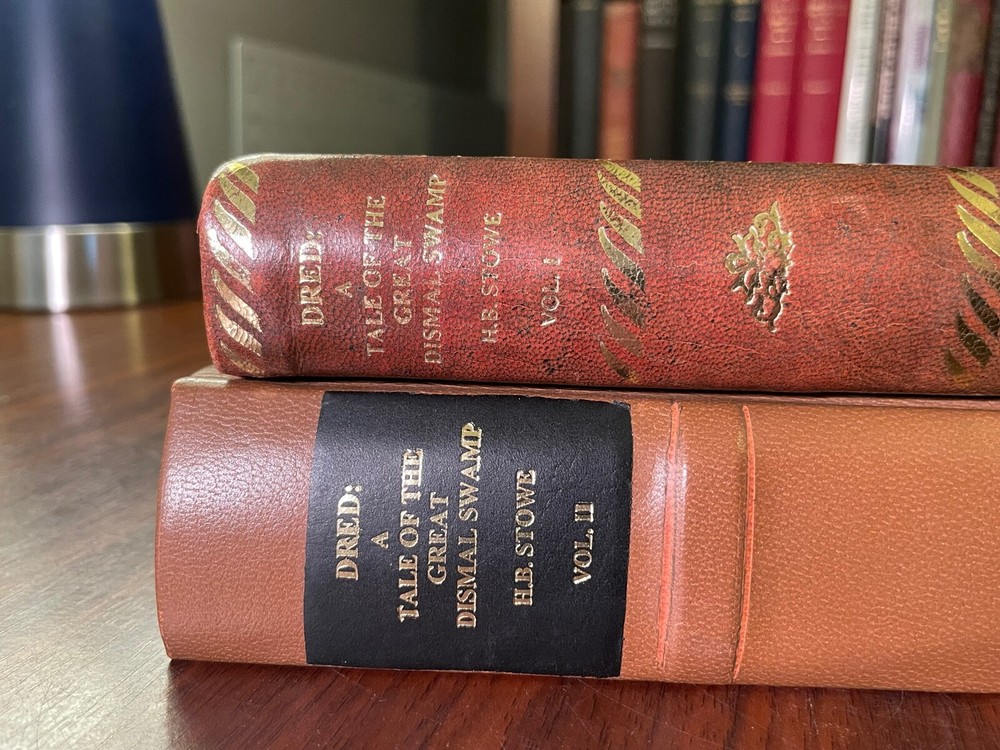 DRED:
A
TALE OF THE
GREAT
DISMAL SWAMP
H.B. STOWE
VOL. I
DRED:
A
TALE OF THE
GREAT
DISMAL SWAMP
H.B. STOWE
VOL. II